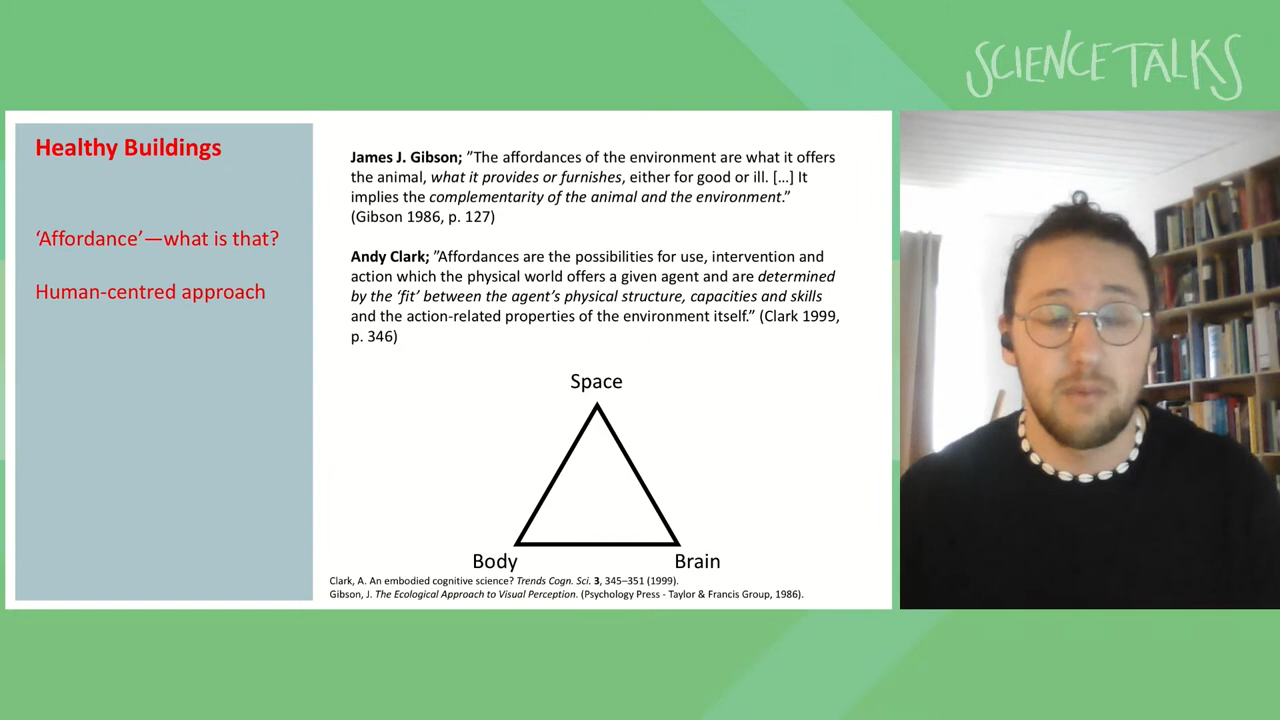 SCIENCE TALKS
Healthy Buildings
‘Affordance’—what is that?
Human-centred approach
James J. Gibson; ”The affordances of the environment are what it offers
the animal, what it provides or furnishes, either for good or ill. […] It
implies the complementarity of the animal and the environment.”
(Gibson 1986, p. 127)
Andy Clark; ”Affordances are the possibilities for use, intervention and
action which the physical world offers a given agent and are determined
by the ‘fit’ between the agent’s physical structure, capacities and skills
and the action-related properties of the environment itself.” (Clark 1999,
p. 346)
Space
Body
Brain
Clark, A. An embodied cognitive science? Trends Cogn. Sci. 3, 345–351 (1999).
Gibson, J. The Ecological Approach to Visual Perception. (Psychology Press - Taylor & Francis Group, 1986).